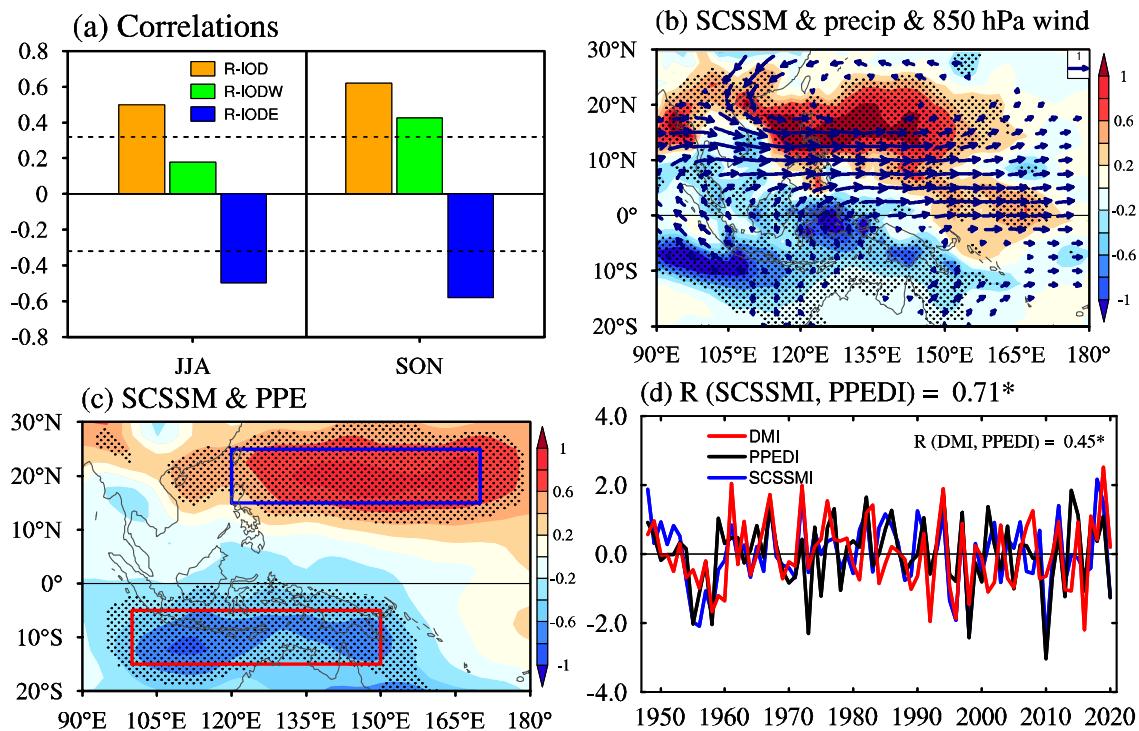 (a) Correlations
0.8
0.6
0.4
0.2
0
-0.2
-0.4
-0.6
-0.8
R-IOD
R-IODW
R-IODE
JJA
SON
(b) SCSSM & precip & 850 hPa wind
30°N
20°N
10°N
0°
10°S
20°S
1
90°E 105°E 120°E 135°E 150°E 165°E 180°
1
0.6
0.2
-0.2
-0.6
-1
(c) SCSSM & PPE
30°N
20°N
10°N
0°
10°S
20°S
90°E 105°E 120°E 135°E 150°E 165°E 180°
1
0.6
0.2
-0.2
-0.6
-1
(d) R (SCSSMI, PPEDI) = 0.71*
4.0
2.0
0.0
-2.0
-4.0
DMI
PPEDI
SCSSMI
R (DMI, PPEDI) = 0.45*
1950 1960 1970 1980 1990 2000 2010 2020